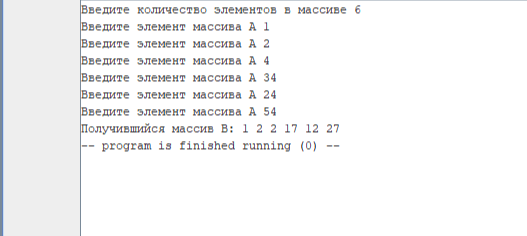 Введите количество элементов в массиве 6
Введите элемент массива А 1
Введите элемент массива А 2
Введите элемент массива А 4
Введите элемент массива А 34
Введите элемент массива А 24
Введите элемент массива А 54
Получившийся массив В: 1 2 2 17 12 27
-- program is finished running (0) --